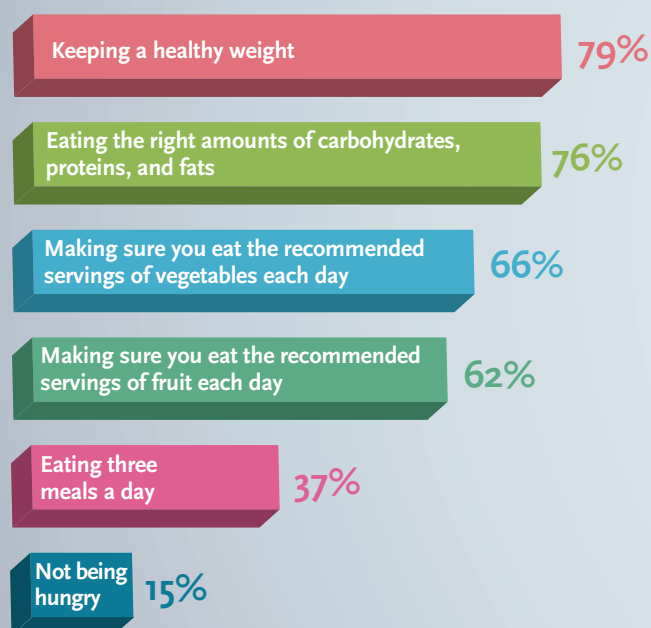 Keeping a healthy weight
79%
Eating the right amounts of carbohydrates,
proteins, and fats
76%
Making sure you eat the recommended
servings of vegetables each day
66%
Making sure you eat the recommended
servings of fruit each day
62%
Eating three
meals a day
37%
Not being
hungry
15%